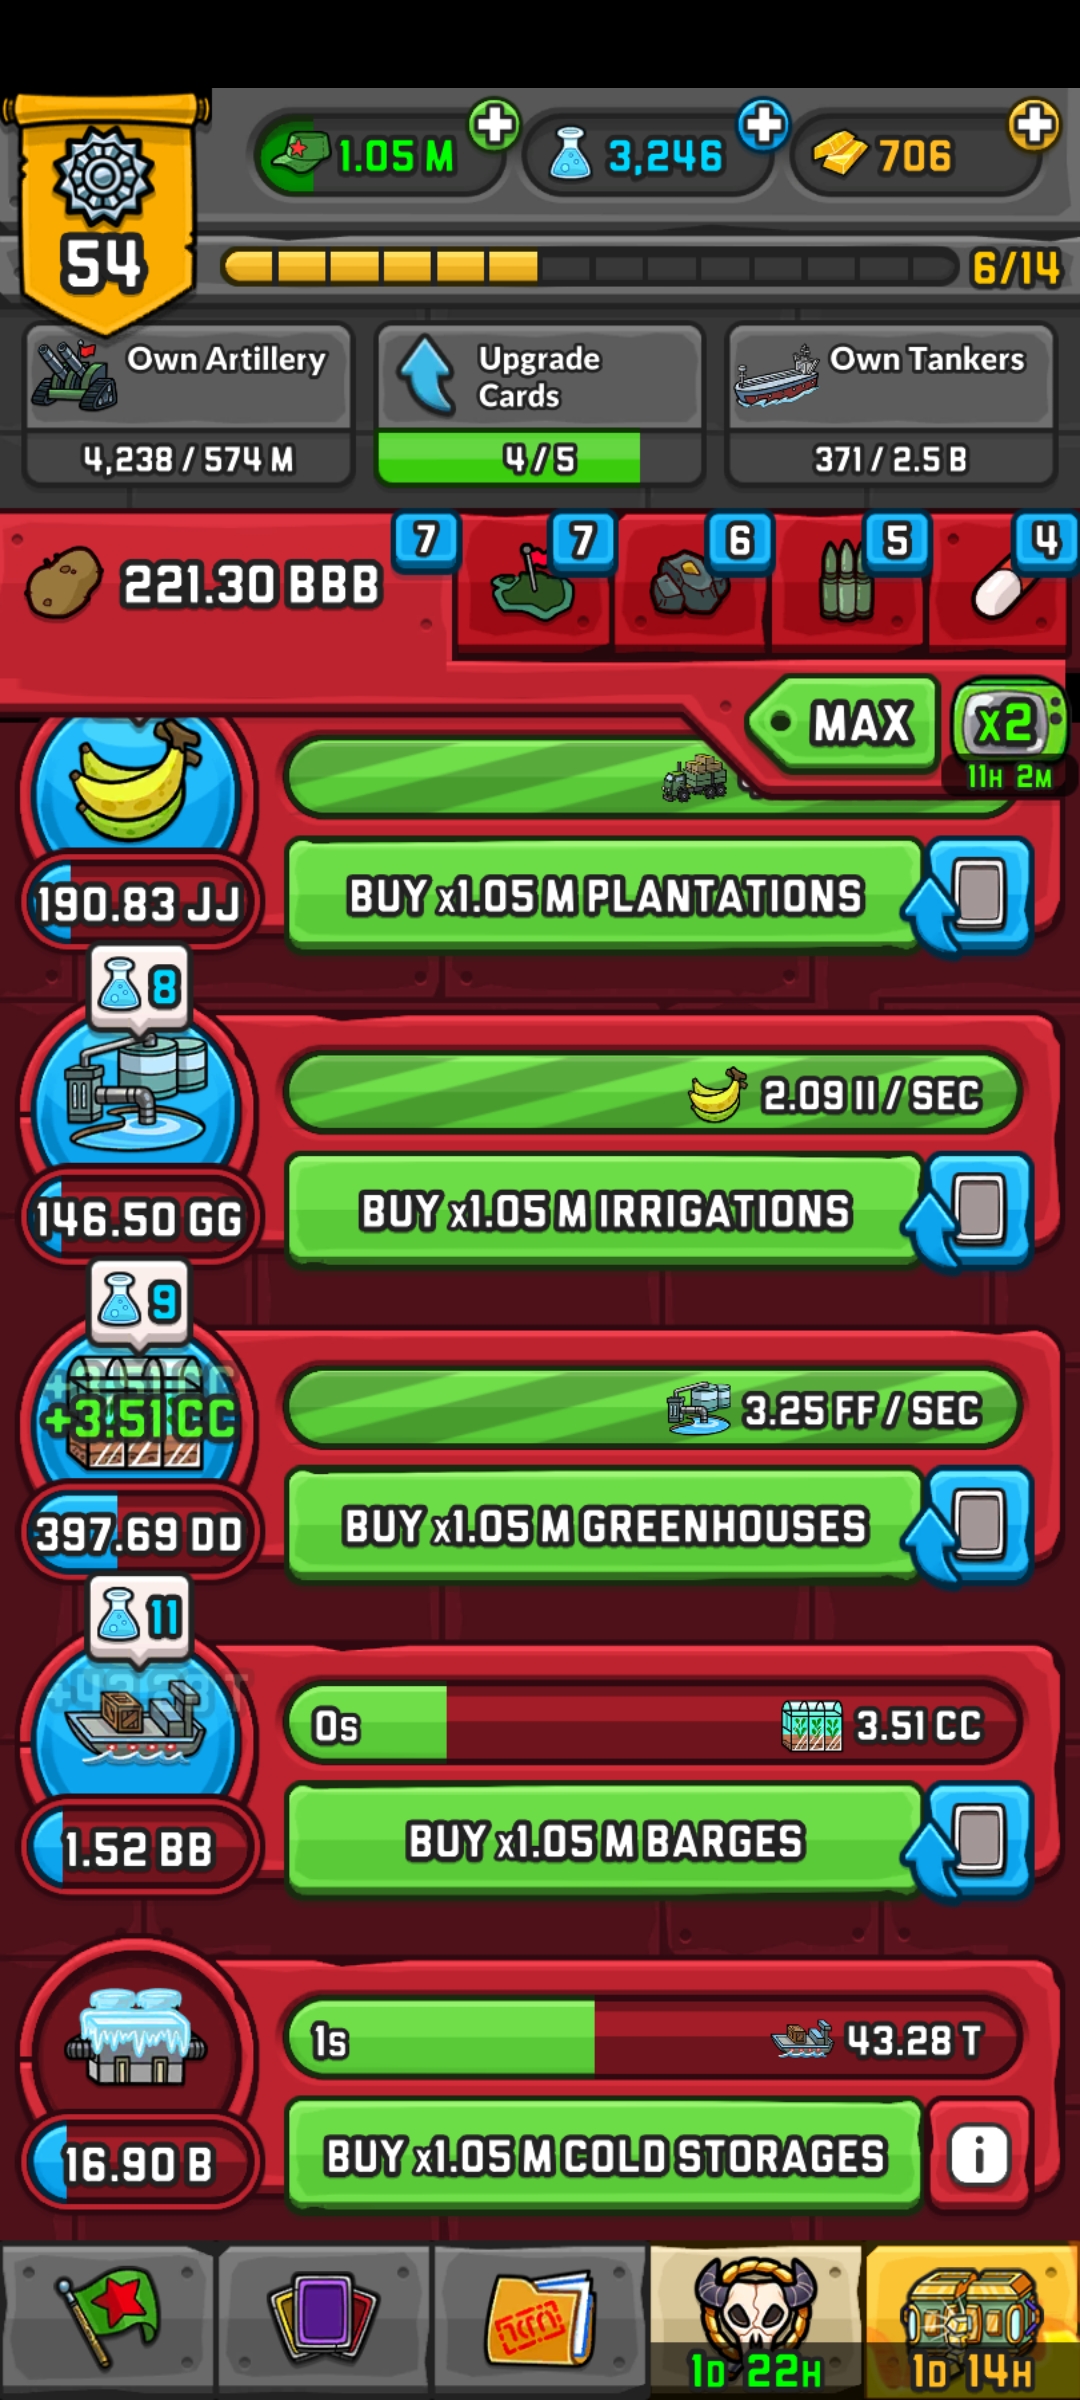 54
1.05 M
3,246
706
6/14
Own Artillery
4,238 / 574 M
Upgrade
Cards
4 / 5
Own Tankers
371 / 2.5 B
221.30 BBB
7
7
6
5
4
MAX
x2
11H 2M
190.83 JJ
BUY x1.05 M PLANTATIONS
8
2.09 II / SEC
146.50 GG
BUY x1.05 M IRRIGATIONS
9
+3.51 CC
3.25 FF / SEC
397.69 DD
BUY x1.05 M GREENHOUSES
11
0s
3.51 CC
1.52 BB
BUY x1.05 M BARGES
1s
43.28 T
16.90 B
BUY x1.05 M COLD STORAGES
i
1D 22H
1D 14H